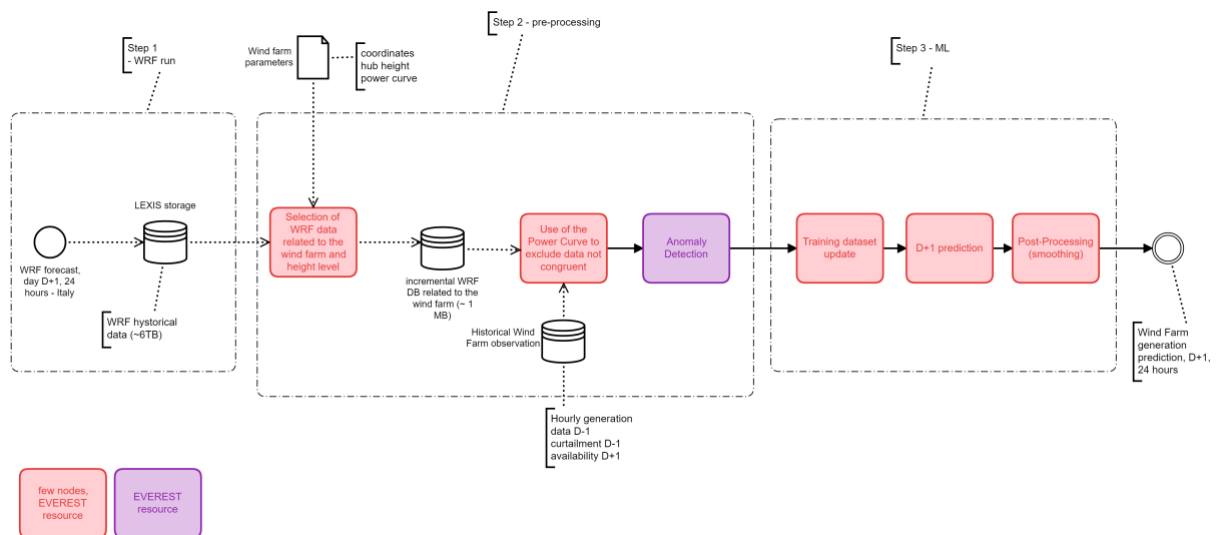 Step 1
- WRF run
Wind farm
parameters
coordinates
hub height
power curve
Step 2 - pre-processing
Step 3 - ML
LEXIS storage
WRF forecast,
day D+1, 24
hours - Italy
WRF hystorical
data (~6TB)
Selection of
WRF data
related to the
wind farm and
height level
incremental WRF
DB related to the
wind farm (~ 1
MB)
Use of the
Power Curve to
exclude data not
congruent
Historical Wind
Farm observation
Hourly generation
data D-1
curtailment D-1
availability D+1
Anomaly
Detection
Training dataset
update
D+1 prediction
Post-Processing
(smoothing)
Wind Farm
generation
prediction, D+1,
24 hours
few nodes,
EVEREST
resource
EVEREST
resource